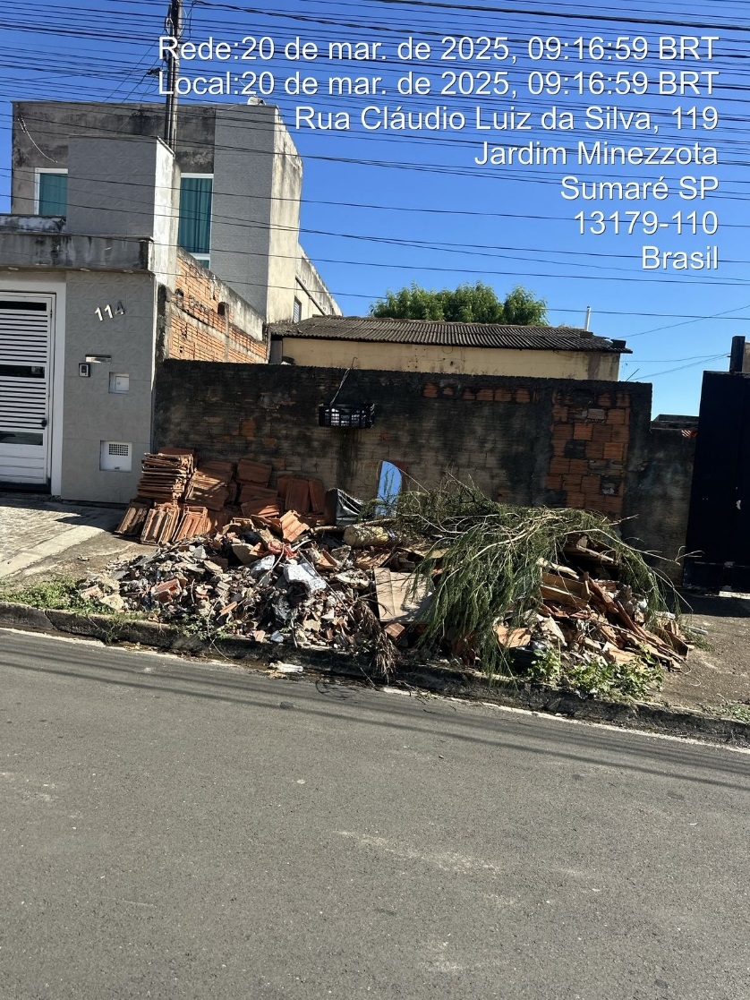 Rede:20 de mar. de 2025, 09:16:59 BRT
Local:20 de mar. de 2025, 09:16:59 BRT
Rua Cláudio Luiz da Silva, 119
Jardim Minezzota
Sumaré SP
13179-110
Brasil
114